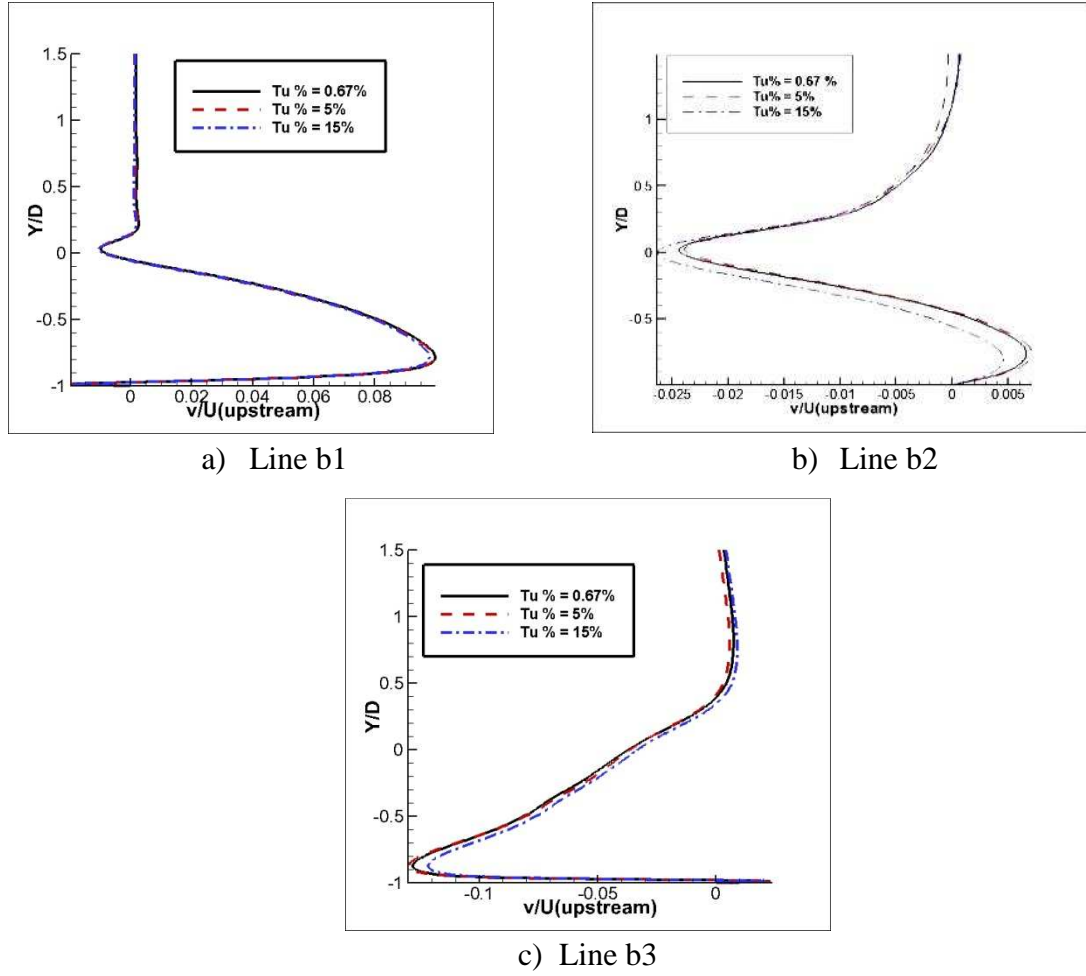 1.5
1
0.5
0
-0.5
-1
Y/D
Tu % = 0.67%
Tu % = 5%
Tu % = 15%
0 0.02 0.04 0.06 0.08
v/U(upstream)
a) Line b1
1
0.5
0
-0.5
Y/D
Tu% = 0.67 %
Tu% = 5%
Tu% = 15%
-0.025 -0.02 -0.015 -0.01 -0.005 0 0.005
v/U(upstream)
b) Line b2
1.5
1
0.5
0
-0.5
-1
Y/D
Tu % = 0.67%
Tu % = 5%
Tu % = 15%
-0.1 -0.05 0
v/U(upstream)
c) Line b3